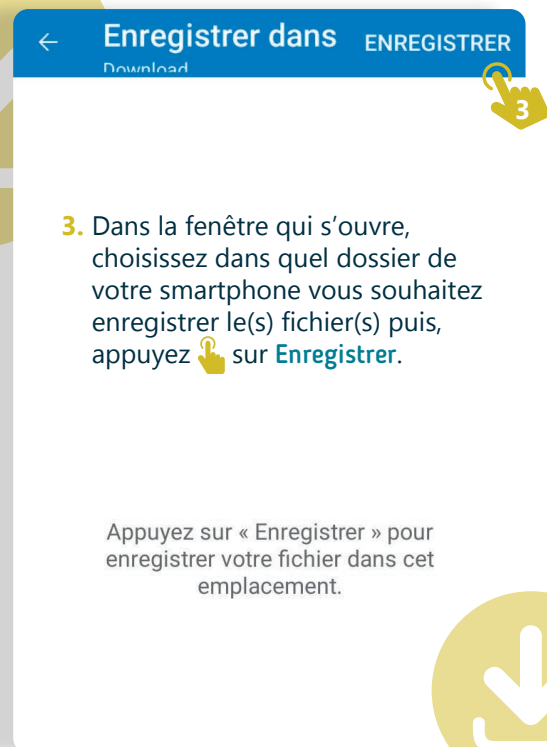 Enregistrer dans ENREGISTRER
Download
3
3. Dans la fenêtre qui s’ouvre,
choisissez dans quel dossier de
votre smartphone vous souhaitez
enregistrer le(s) fichier(s) puis,
appuyez sur Enregistrer.
Appuyez sur « Enregistrer » pour
enregistrer votre fichier dans cet
emplacement.